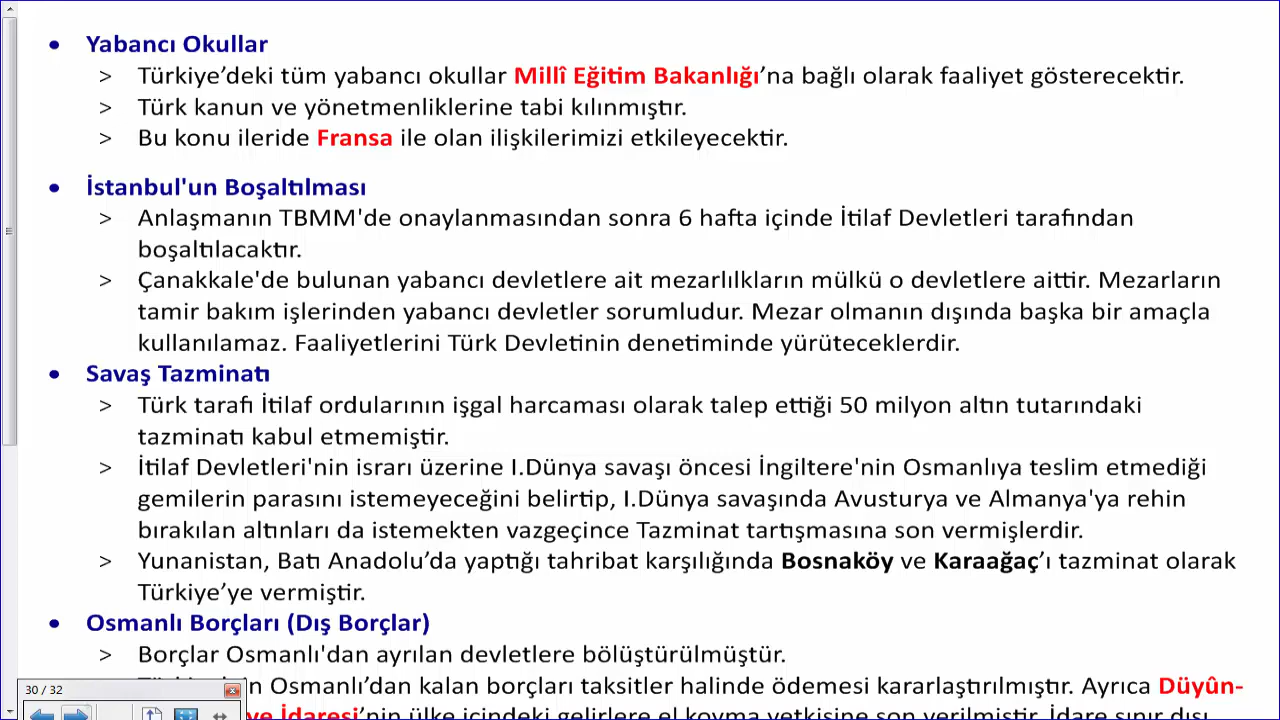 • Yabancı Okullar
> Türkiye’deki tüm yabancı okullar Millî Eğitim Bakanlığı’na bağlı olarak faaliyet gösterecektir.
> Türk kanun ve yönetmenliklerine tabi kılınmıştır.
> Bu konu ileride Fransa ile olan ilişkilerimizi etkileyecektir.
• İstanbul'un Boşaltılması
> Anlaşmanın TBMM'de onaylanmasından sonra 6 hafta içinde İtilaf Devletleri tarafından
boşaltılacaktır.
> Çanakkale'de bulunan yabancı devletlere ait mezarlılkların mülkü o devletlere aittir. Mezarların
tamir bakım işlerinden yabancı devletler sorumludur. Mezar olmanın dışında başka bir amaçla
kullanılamaz. Faaliyetlerini Türk Devletinin denetiminde yürüteceklerdir.
• Savaş Tazminatı
> Türk tarafı İtilaf ordularının işgal harcaması olarak talep ettiği 50 milyon altın tutarındaki
tazminatı kabul etmemiştir.
> İtilaf Devletleri'nin israrı üzerine I.Dünya savaşı öncesi İngiltere'nin Osmanlıya teslim etmediği
gemilerin parasını istemeyeceğini belirtip, I.Dünya savaşında Avusturya ve Almanya'ya rehin
bırakılan altınları da istemekten vazgeçince Tazminat tartışmasına son vermişlerdir.
> Yunanistan, Batı Anadolu’da yaptığı tahribat karşılığında Bosnaköy ve Karaağaç’ı tazminat olarak
Türkiye’ye vermiştir.
• Osmanlı Borçları (Dış Borçlar)
> Borçlar Osmanlı'dan ayrılan devletlere bölüştürülmüştür.
Osmanlı’dan kalan borçları taksitler halinde ödemesi kararlaştırılmıştır. Ayrıca Düyûn-
İdaresi’nin ülke içindeki gelirlere el koyma yetkisine son verilmiştir. İdare sınır dışı
30 / 32